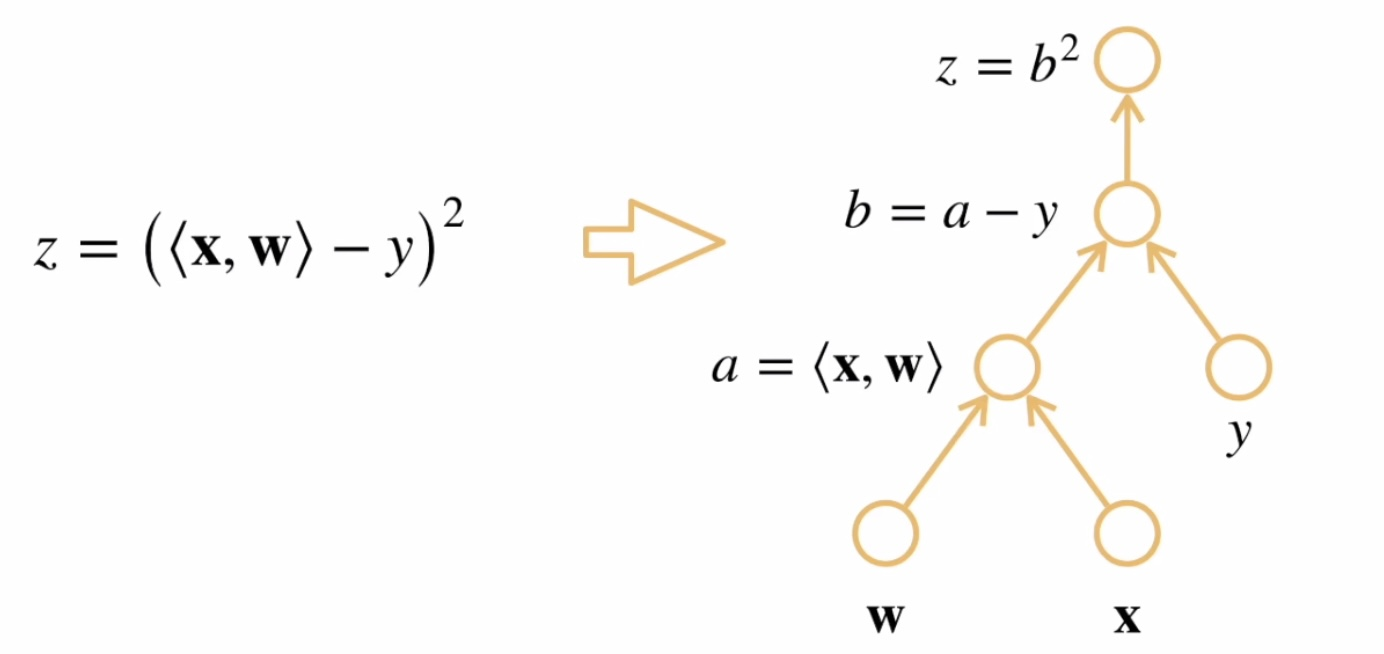 z = b²
b = a − y
z = (⟨x, w⟩ − y)²
a = ⟨x, w⟩
y
w x